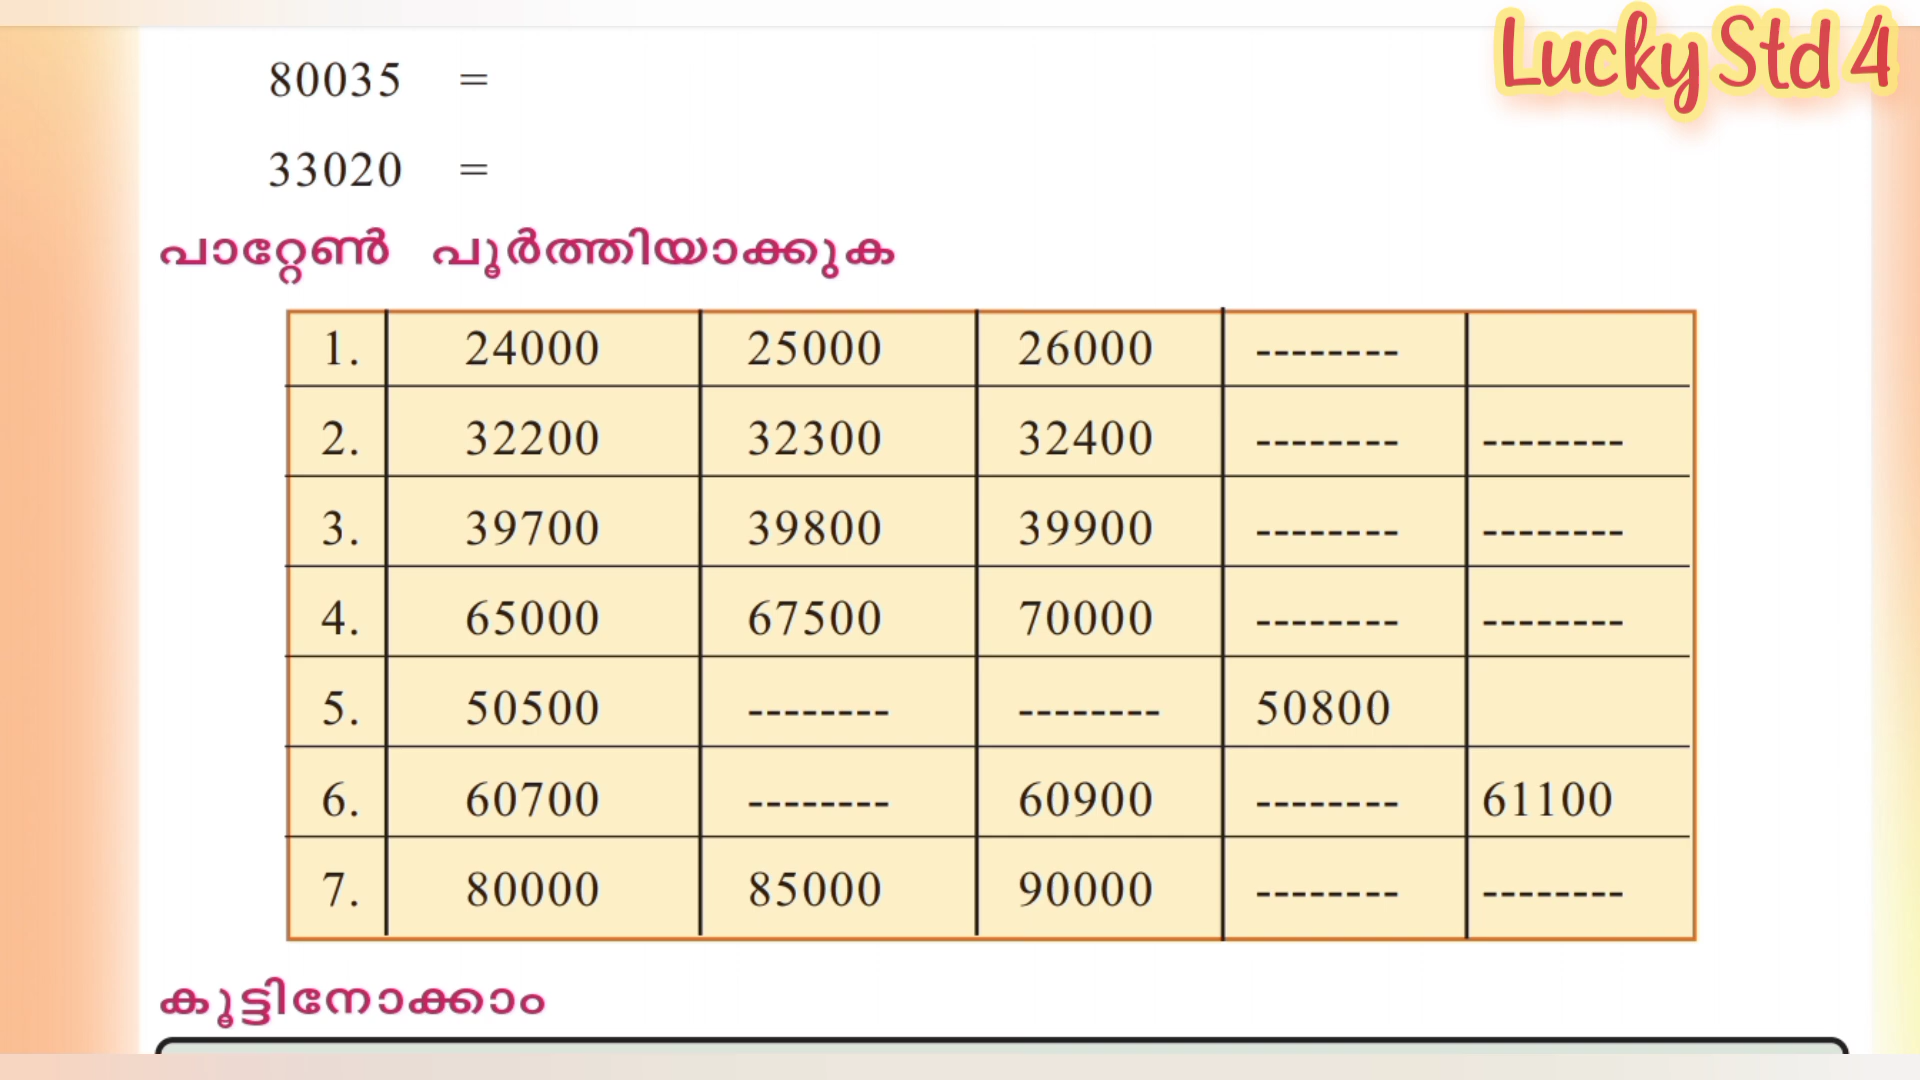 Lucky Std 4
80035 =
33020 =
പാറ്റേൺ പൂർത്തിയാക്കുക
1. 24000 25000 26000 --------
2. 32200 32300 32400 -------- --------
3. 39700 39800 39900 -------- --------
4. 65000 67500 70000 -------- --------
5. 50500 -------- -------- 50800
6. 60700 -------- 60900 -------- 61100
7. 80000 85000 90000 -------- --------
കൂട്ടിനോക്കാം